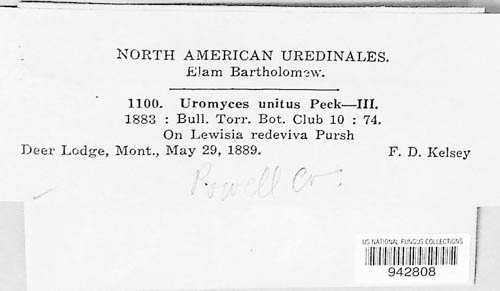 NORTH AMERICAN UREDINALES.
Elam Bartholomew.
1100. Uromyces unitus Peck—III.
1883 : Bull. Torr. Bot. Club 10 : 74.
On Lewisia redeviva Pursh
Deer Lodge, Mont., May 29, 1889. F. D. Kelsey
Powell Co.
US NATIONAL FUNGUS COLLECTIONS
942808